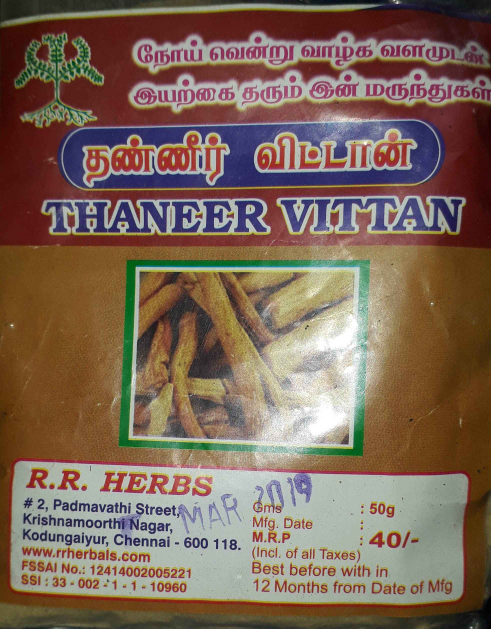 நோய் வென்று வாழ்க வளமுடன்
இயற்கை தரும் இன் மருந்துகள்
தண்ணீர் விட்டான்
THANEER VITTAN
R.R. HERBS
# 2, Padmavathi Street,
Krishnamoorthi Nagar,
Kodungaiyur, Chennai - 600 118.
www.rrherbals.com
FSSAI No.: 12414002005221
SSI : 33 - 002 - 1 - 1 - 10960
MAR 2019
Gms : 50g
Mfg. Date :
M.R.P : 40/-
(Incl. of all Taxes)
Best before with in
12 Months from Date of Mfg